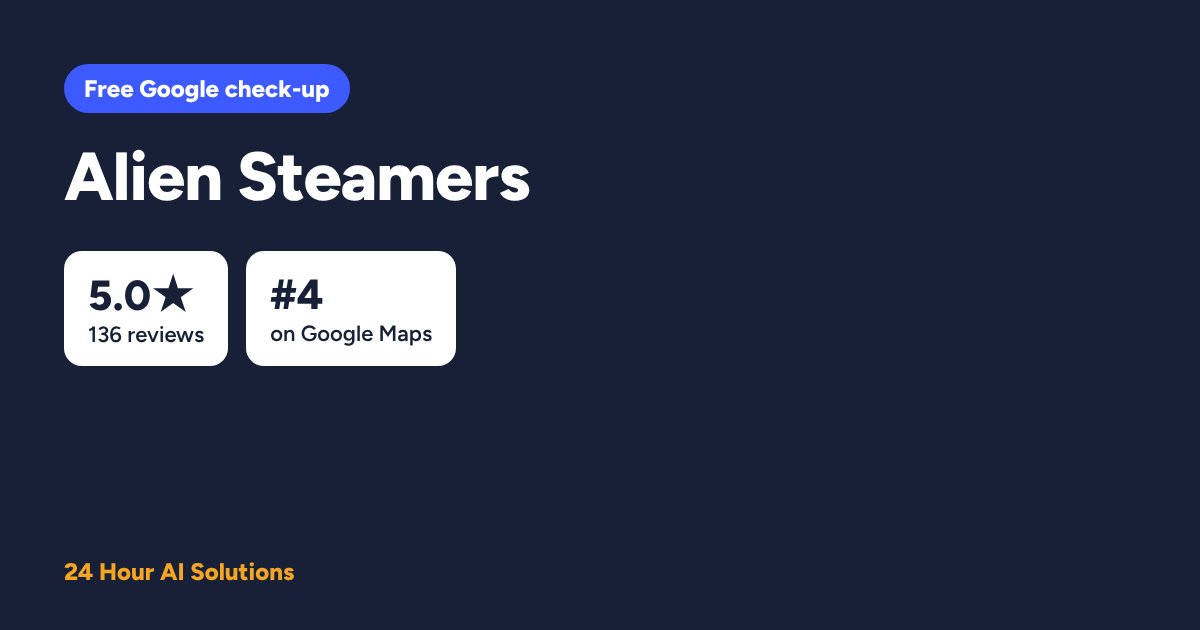 Free Google check-up
Alien Steamers
5.0★
136 reviews
#4
on Google Maps
24 Hour AI Solutions